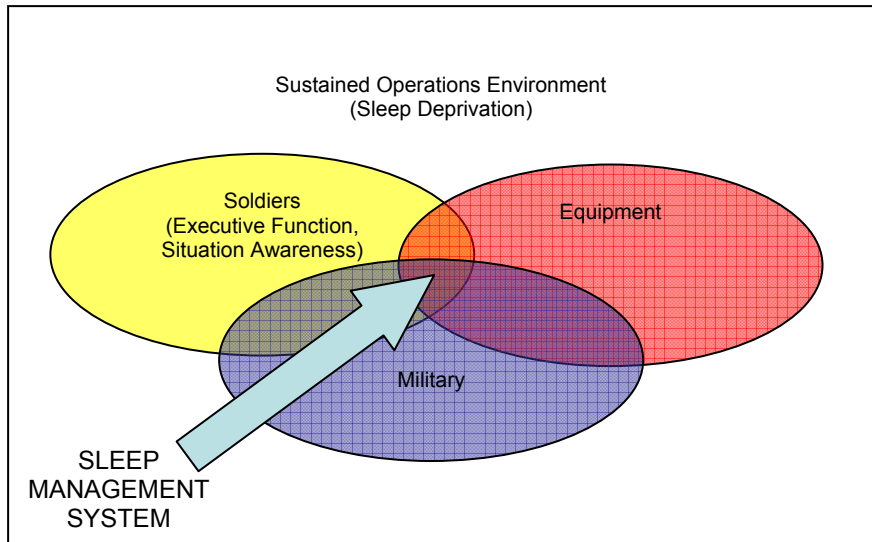 Sustained Operations Environment
(Sleep Deprivation)
Soldiers
(Executive Function,
Situation Awareness)
Equipment
Military
SLEEP
MANAGEMENT
SYSTEM